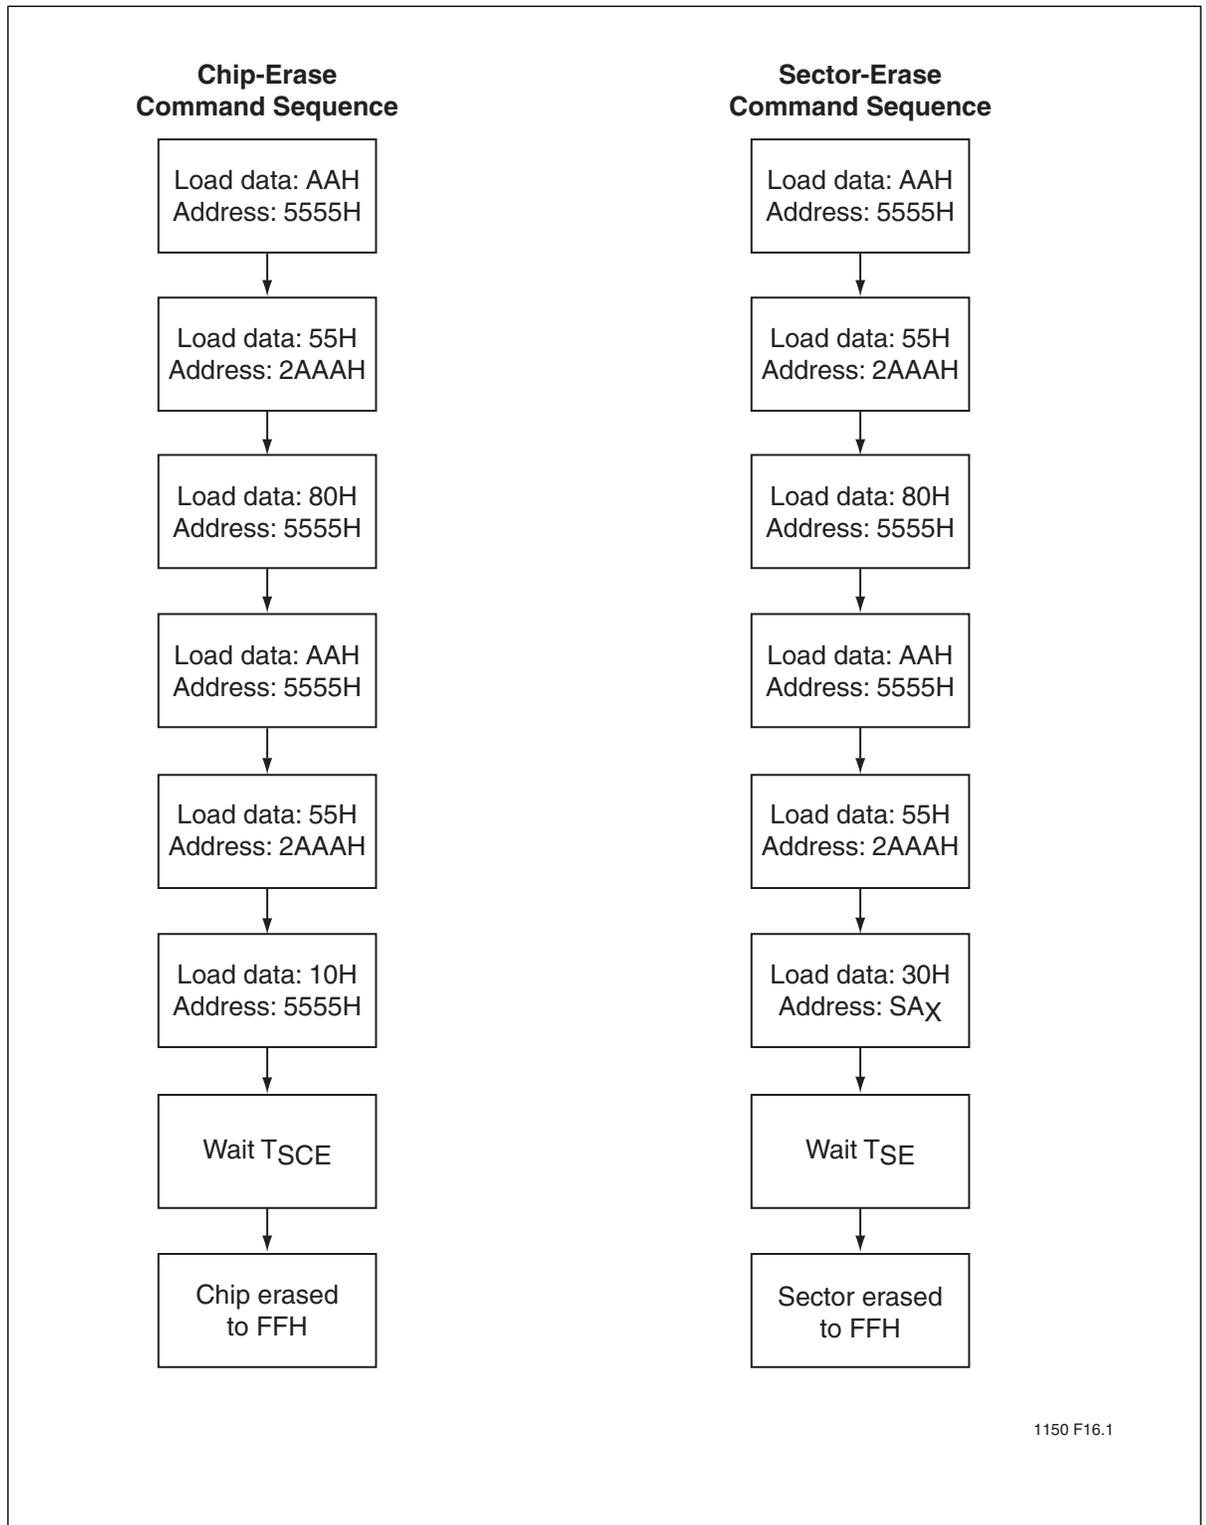 Chip-Erase
Command Sequence
Load data: AAH
Address: 5555H
Load data: 55H
Address: 2AAAH
Load data: 80H
Address: 5555H
Load data: AAH
Address: 5555H
Load data: 55H
Address: 2AAAH
Load data: 10H
Address: 5555H
Wait TSCE
Chip erased
to FFH
Sector-Erase
Command Sequence
Load data: AAH
Address: 5555H
Load data: 55H
Address: 2AAAH
Load data: 80H
Address: 5555H
Load data: AAH
Address: 5555H
Load data: 55H
Address: 2AAAH
Load data: 30H
Address: SAX
Wait TSE
Sector erased
to FFH
1150 F16.1